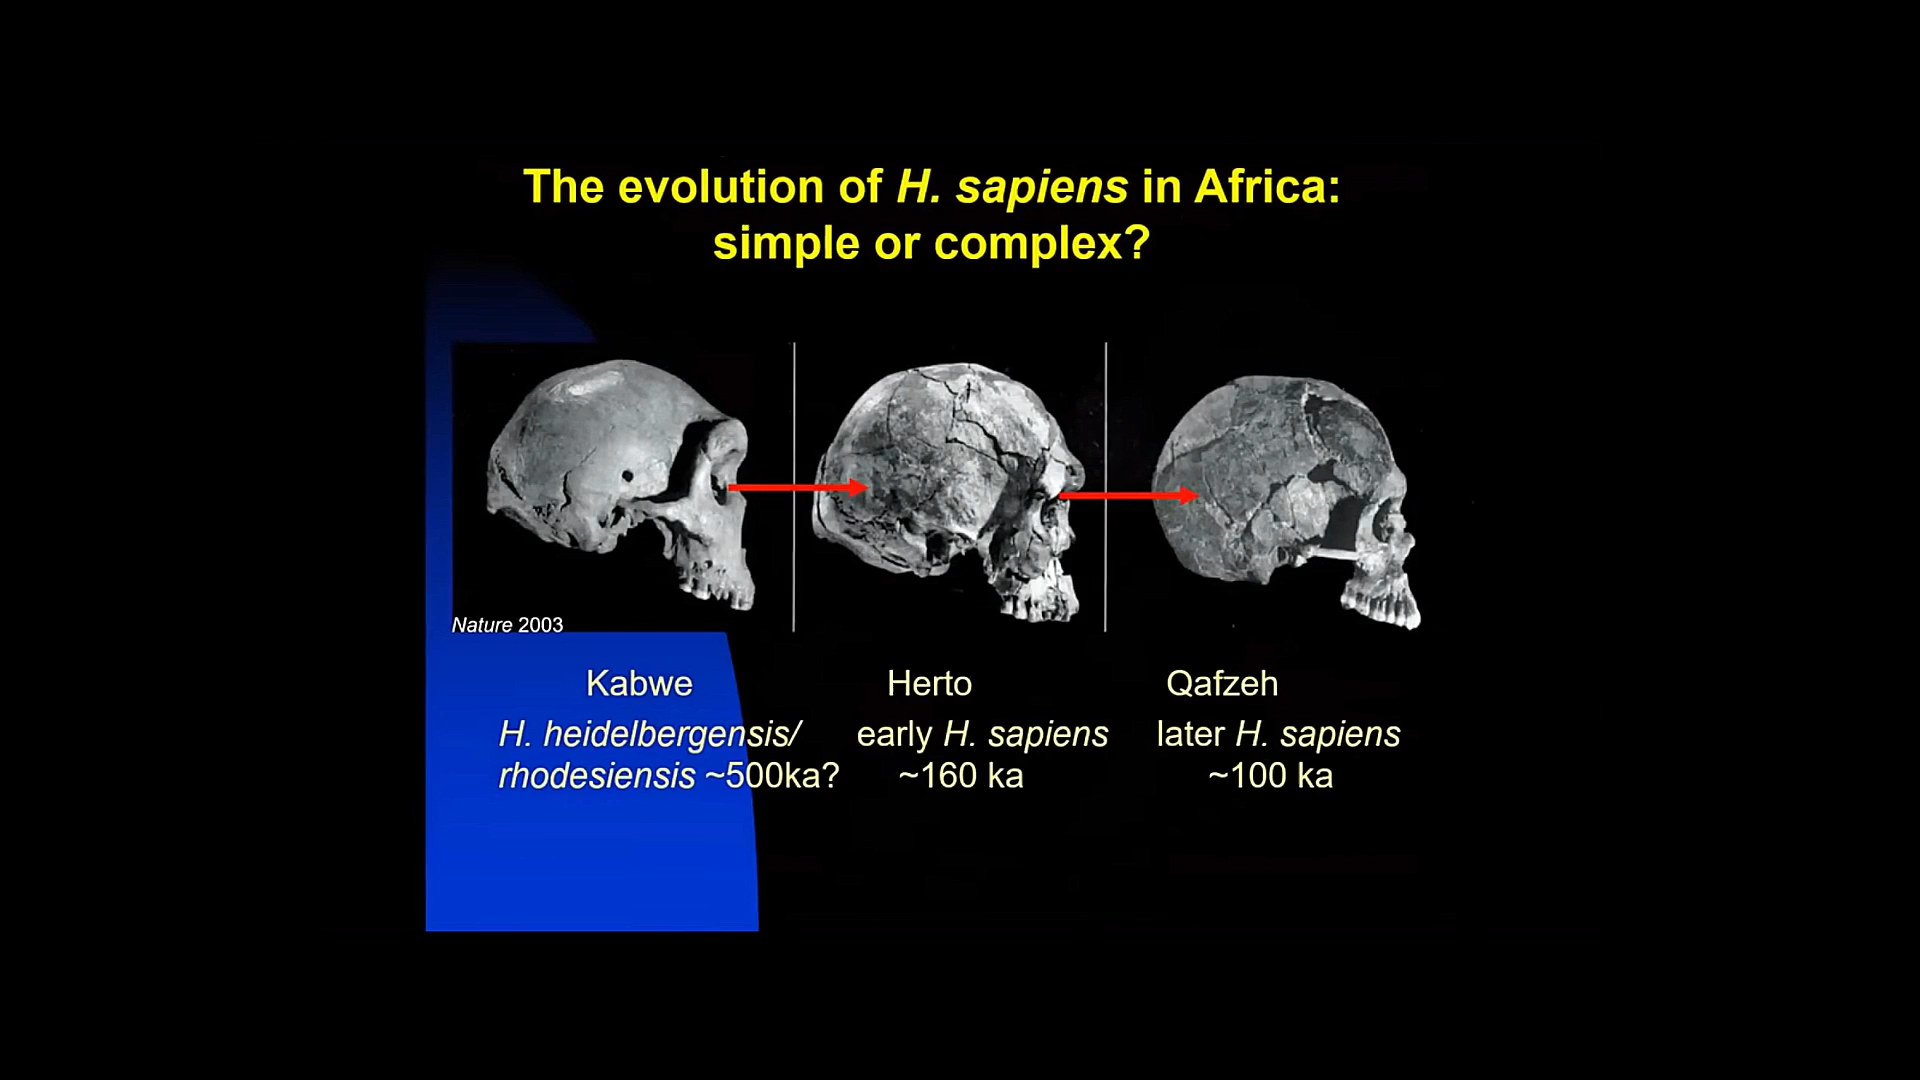 The evolution of H. sapiens in Africa:
simple or complex?
Nature 2003
Kabwe
H. heidelbergensis/
rhodesiensis ~500ka?
Herto
early H. sapiens
~160 ka
Qafzeh
later H. sapiens
~100 ka